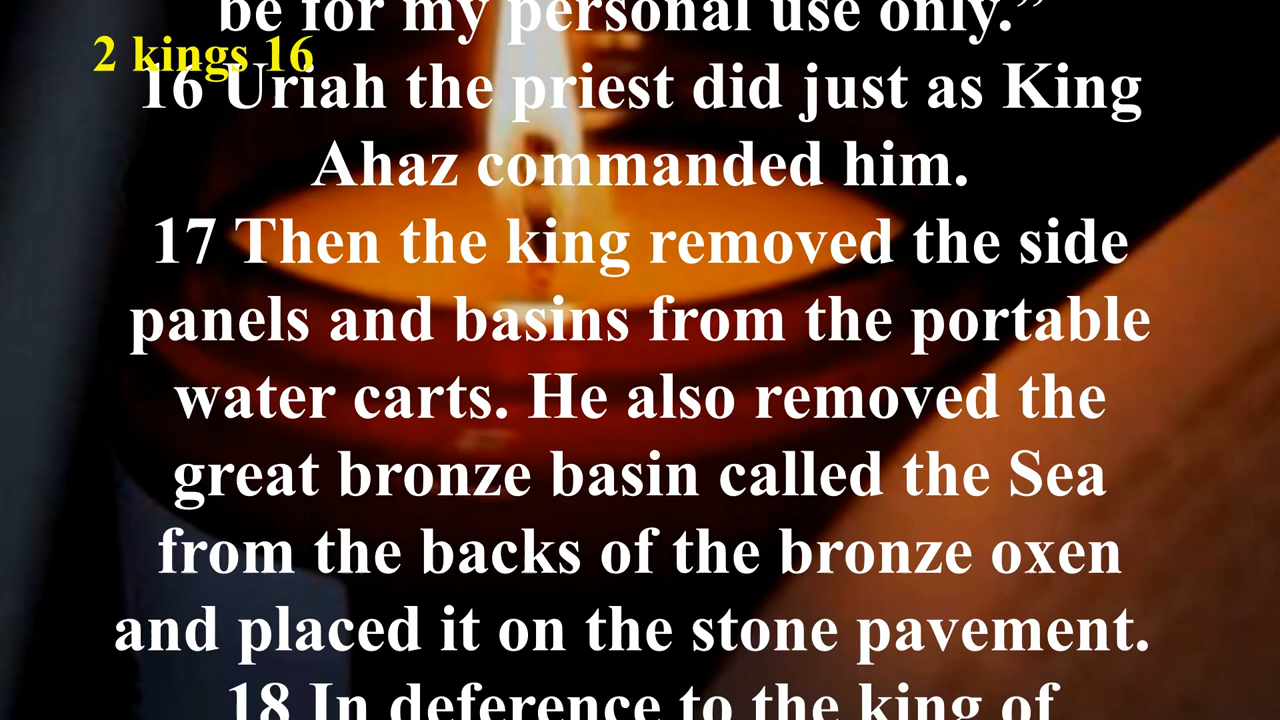 be for my personal use only.”
2 kings 16
16 Uriah the priest did just as King
Ahaz commanded him.
17 Then the king removed the side
panels and basins from the portable
water carts. He also removed the
great bronze basin called the Sea
from the backs of the bronze oxen
and placed it on the stone pavement.
18 In deference to the king of